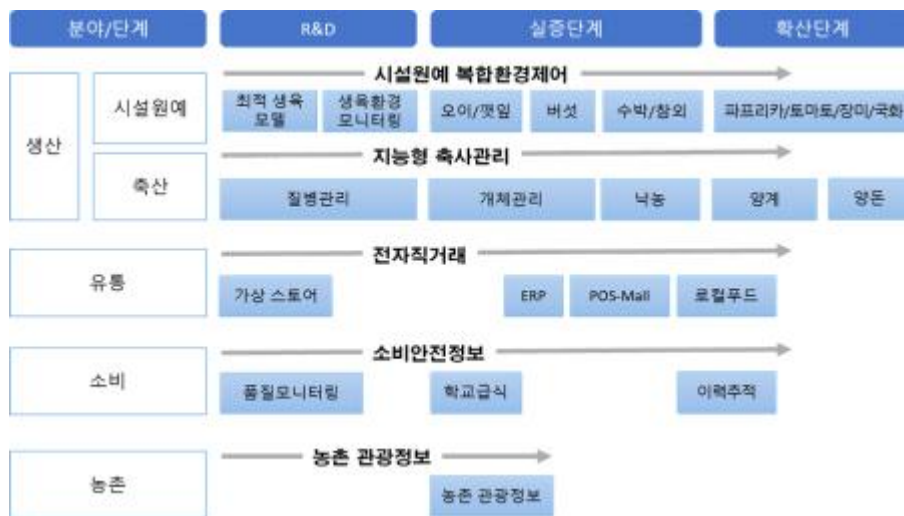 분야/단계
R&D
실증단계
확산단계
생산
시설원예
시설원예 복합환경제어
최적 생육
모델
생육환경
모니터링
오이/깻잎
버섯
수박/참외
파프리카/토마토/장미/국화
축산
지능형 축사관리
질병관리
개체관리
낙농
양계
양돈
유통
전자직거래
가상 스토어
ERP
POS-Mall
로컬푸드
소비
소비안전정보
품질모니터링
학교급식
이력추적
농촌
농촌 관광정보
농촌 관광정보